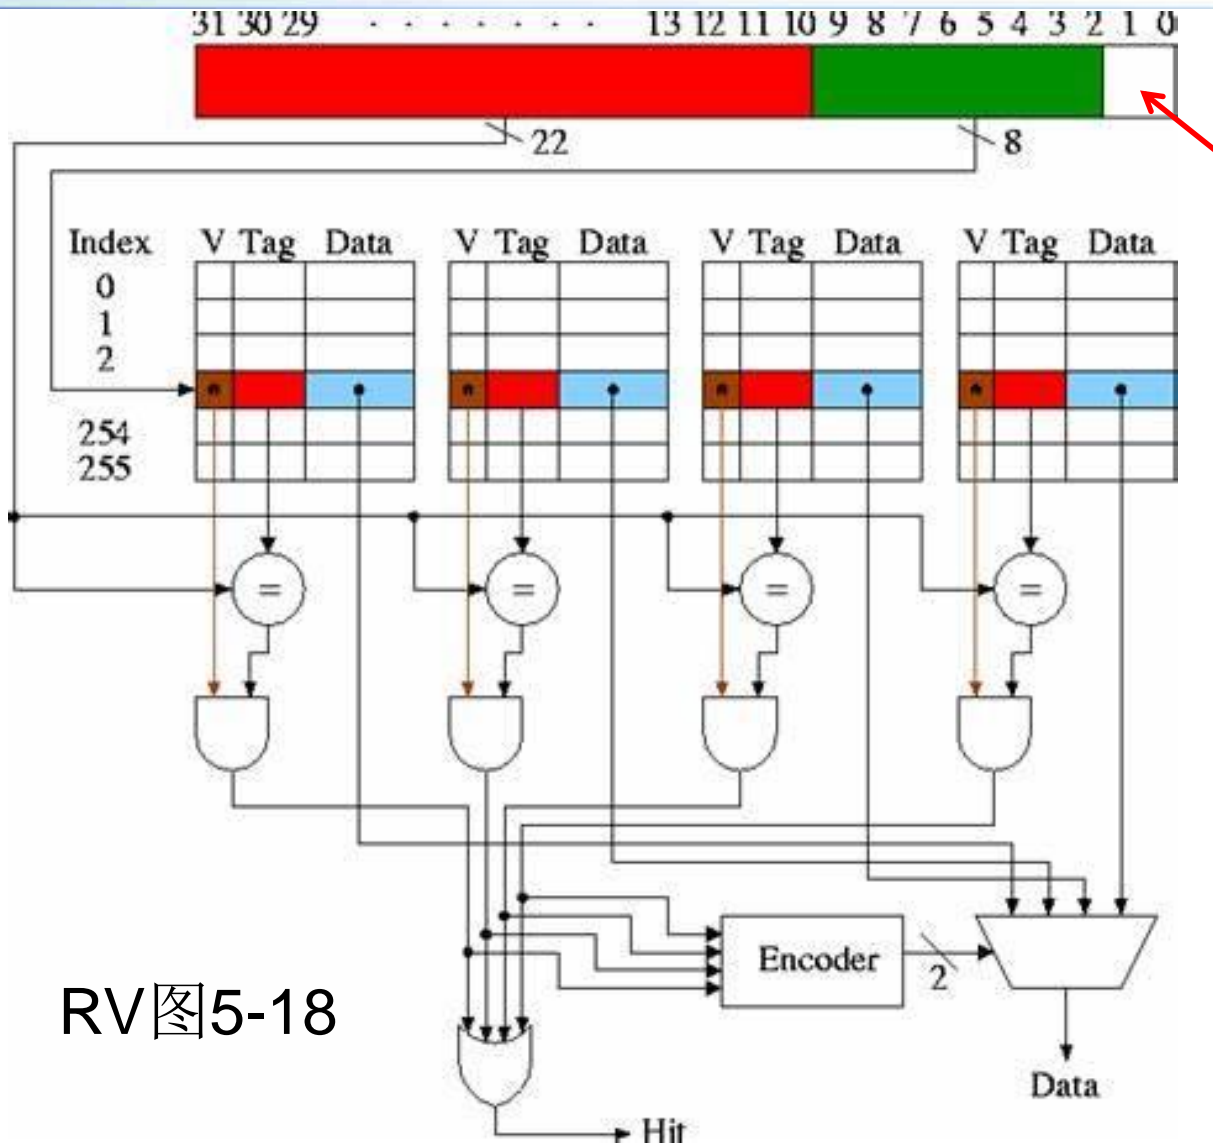 31 30 29 . . . . . . . 13 12 11 10 9 8 7 6 5 4 3 2 1 0
22 8
Index V Tag Data V Tag Data V Tag Data V Tag Data
0
1
2
254
255
= = = =
Encoder
2
RV图5-18
Data
Hit